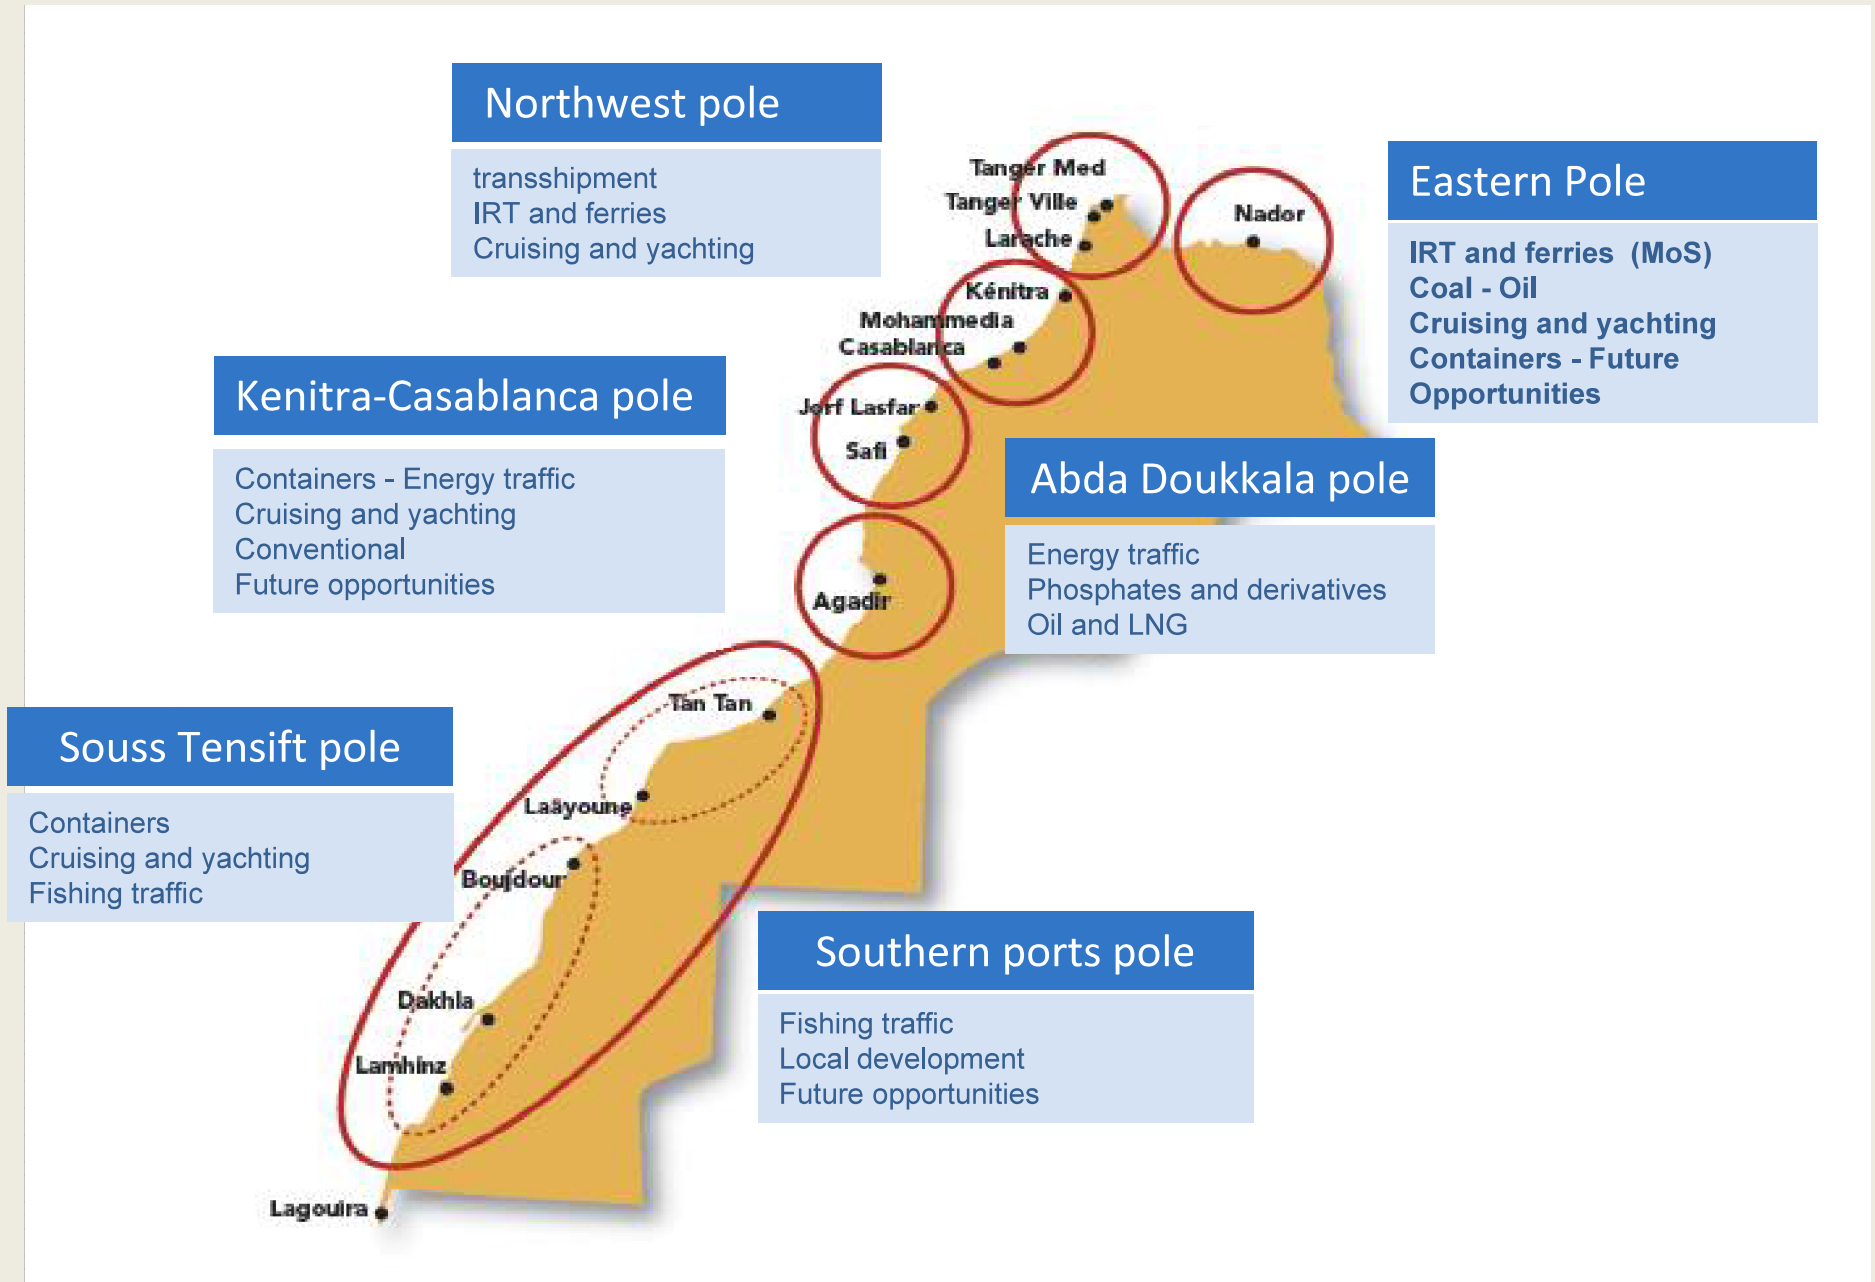 Northwest pole
transshipment
IRT and ferries
Cruising and yachting
Tanger Med
Tanger Ville
Larache
Nador
Eastern Pole
IRT and ferries (MoS)
Coal - Oil
Cruising and yachting
Containers - Future
Opportunities
Kénitra
Mohammedia
Casablanca
Kenitra-Casablanca pole
Containers - Energy traffic
Cruising and yachting
Conventional
Future opportunities
Jorf Lasfar
Safi
Abda Doukkala pole
Energy traffic
Phosphates and derivatives
Oil and LNG
Agadir
Souss Tensift pole
Containers
Cruising and yachting
Fishing traffic
Tan Tan
Laâyoune
Boujdour
Dakhla
Lamhinz
Lagouira
Southern ports pole
Fishing traffic
Local development
Future opportunities